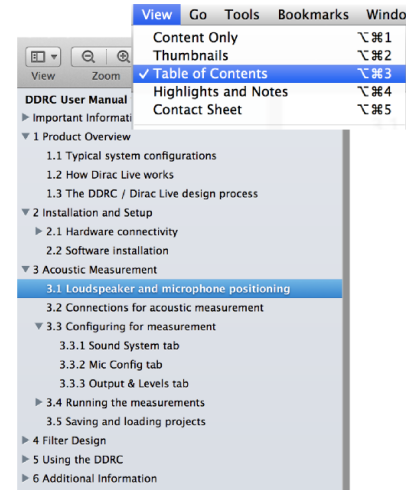 View Go Tools Bookmarks Windo
Content Only ⌥⌘1
Thumbnails ⌥⌘2
✓ Table of Contents ⌥⌘3
Highlights and Notes ⌥⌘4
Contact Sheet ⌥⌘5
View Zoom
DDRC User Manual
Important Informati
1 Product Overview
1.1 Typical system configurations
1.2 How Dirac Live works
1.3 The DDRC / Dirac Live design process
2 Installation and Setup
2.1 Hardware connectivity
2.2 Software installation
3 Acoustic Measurement
3.1 Loudspeaker and microphone positioning
3.2 Connections for acoustic measurement
3.3 Configuring for measurement
3.3.1 Sound System tab
3.3.2 Mic Config tab
3.3.3 Output & Levels tab
3.4 Running the measurements
3.5 Saving and loading projects
4 Filter Design
5 Using the DDRC
6 Additional Information